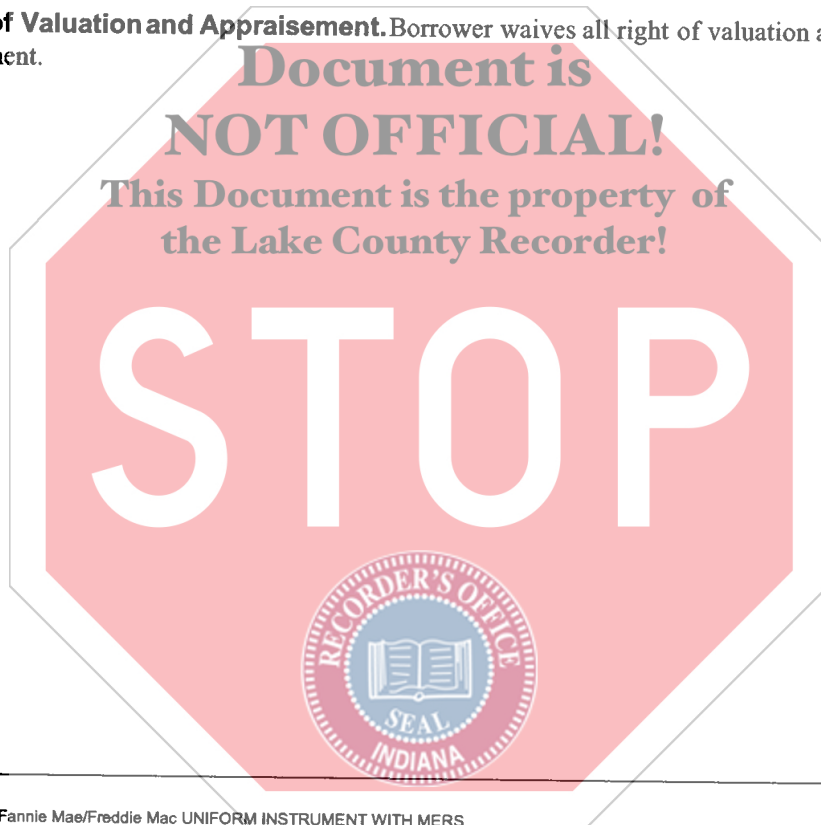 of Valuation and Appraisement. Borrower waives all right of valuation a
ent.
Document is
NOT OFFICIAL!
This Document is the property of
the Lake County Recorder!
STOP
RECORDER'S OFFICE
SEAL
INDIANA
Fannie Mae/Freddie Mac UNIFORM INSTRUMENT WITH MERS